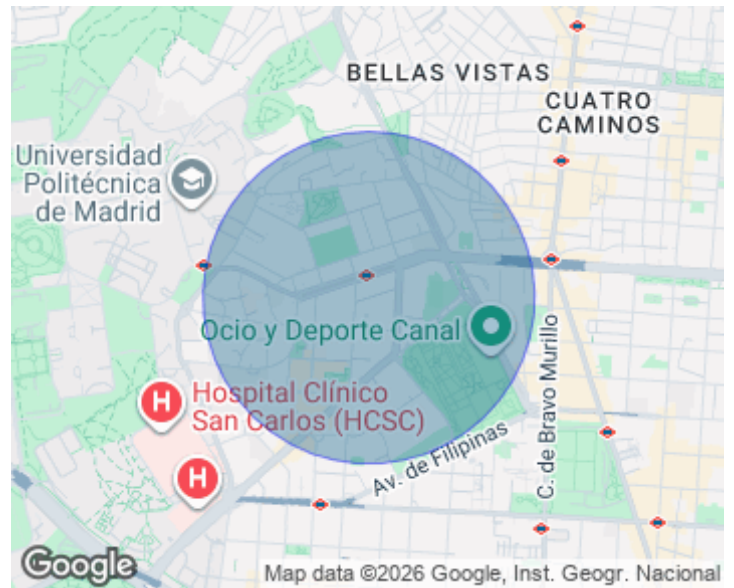 BELLAS VISTAS
CUATRO
CAMINOS
Universidad
Politécnica
de Madrid
Ocio y Deporte Canal
C. de Bravo Murillo
Hospital Clínico
San Carlos (HCSC)
H
Av. de Filipinas
H
Google
Map data ©2026 Google, Inst. Geogr. Nacional